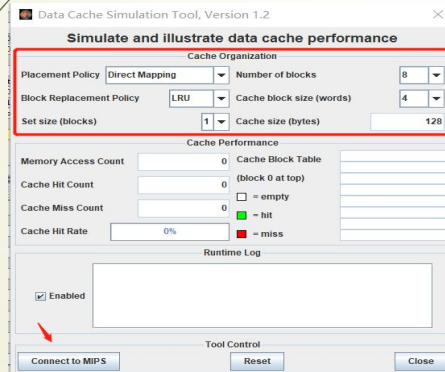 Data Cache Simulation Tool, Version 1.2
Simulate and illustrate data cache performance
Cache Organization
Placement Policy Direct Mapping Number of blocks 8
Block Replacement Policy LRU Cache block size (words) 4
Set size (blocks) 1 Cache size (bytes) 128
Cache Performance
Memory Access Count 0 Cache Block Table
(block 0 at top)
Cache Hit Count 0
= empty
Cache Miss Count 0
= hit
Cache Hit Rate 0%
= miss
Runtime Log
Enabled
Tool Control
Connect to MIPS Reset Close